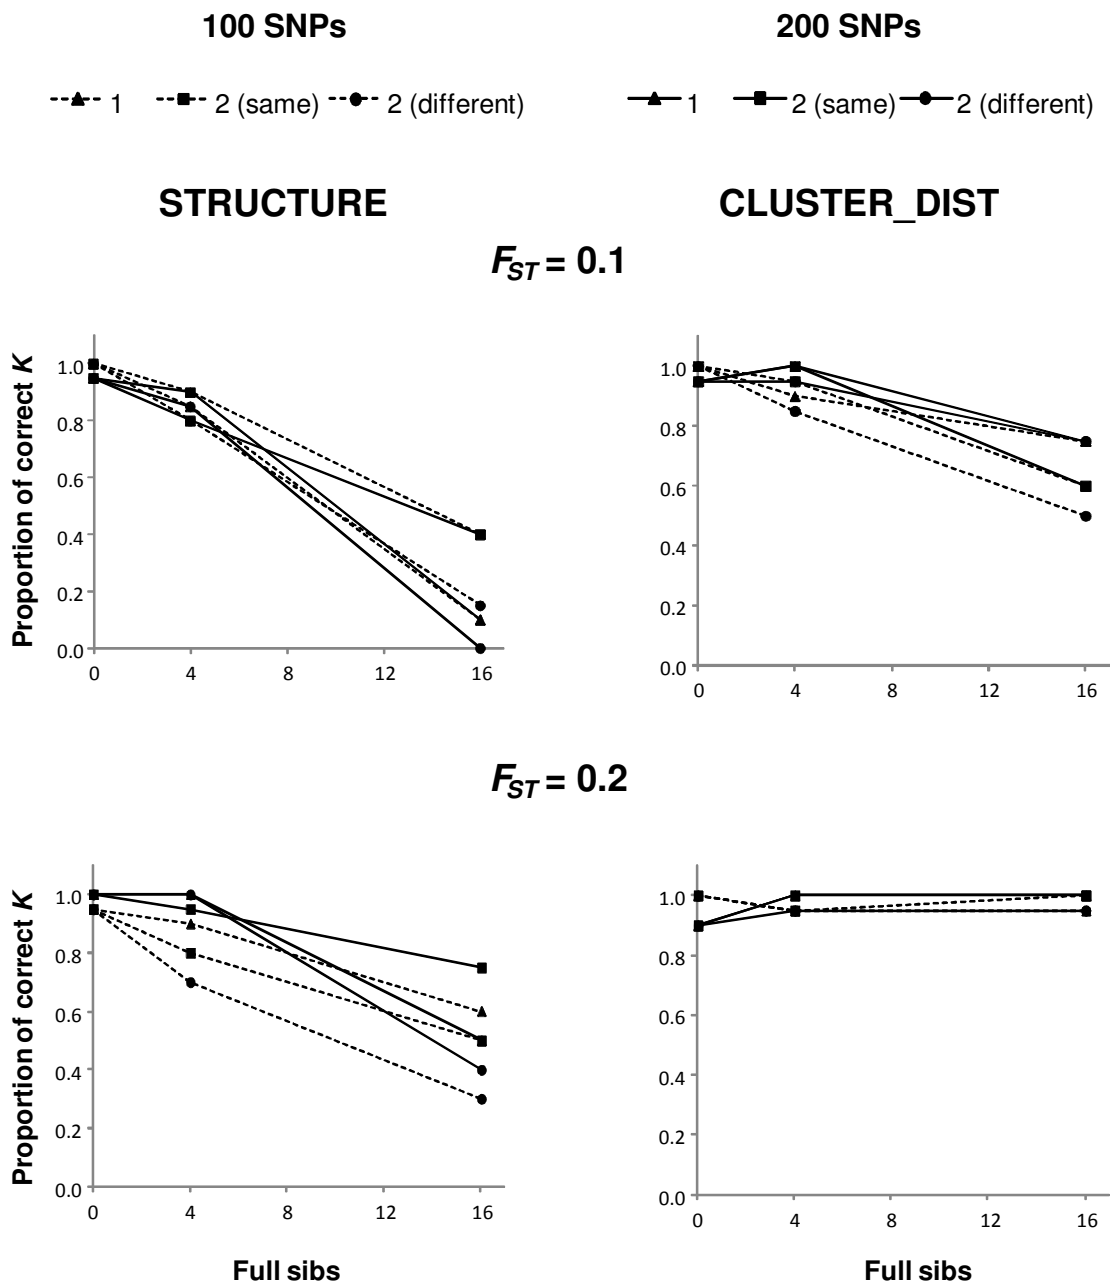 100 SNPs 200 SNPs
1 2 (same) 2 (different) 1 2 (same) 2 (different)
STRUCTURE CLUSTER_DIST
FST = 0.1
Proportion of correct K
1.0
0.8
0.6
0.4
0.2
0.0
0 4 8 12 16
1.0
0.8
0.6
0.4
0.2
0.0
0 4 8 12 16
FST = 0.2
Proportion of correct K
1.0
0.8
0.6
0.4
0.2
0.0
0 4 8 12 16
Full sibs
1.0
0.8
0.6
0.4
0.2
0.0
0 4 8 12 16
Full sibs